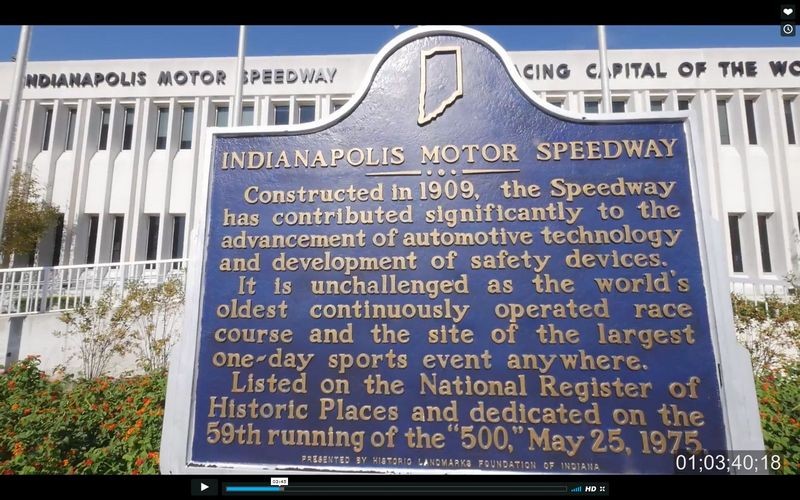 INDIANAPOLIS MOTOR SPEEDWAY
RACING CAPITAL OF THE WO
INDIANAPOLIS MOTOR SPEEDWAY
Constructed in 1909, the Speedway
has contributed significantly to the
advancement of automotive technology
and development of safety devices.
It is unchallenged as the world's
oldest continuously operated race
course and the site of the largest
one-day sports event anywhere.
Listed on the National Register of
Historic Places and dedicated on the
59th running of the "500," May 25, 1975.
PRESENTED BY HISTORIC LANDMARKS FOUNDATION OF INDIANA
01;03;40;18
03:45
HD